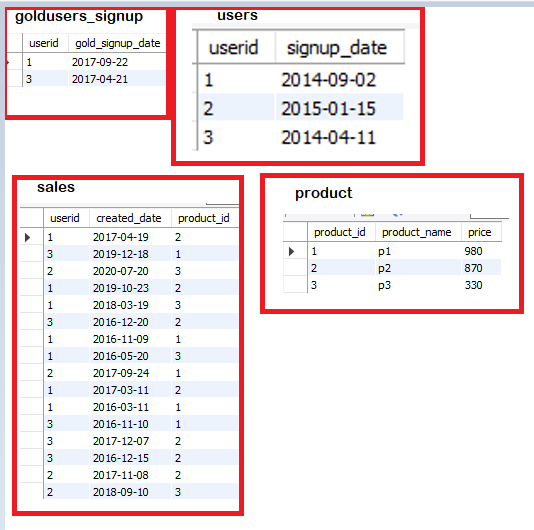 goldusers_signup
userid gold_signup_date
1 2017-09-22
3 2017-04-21
users
userid signup_date
1 2014-09-02
2 2015-01-15
3 2014-04-11
sales
userid created_date product_id
1 2017-04-19 2
3 2019-12-18 1
2 2020-07-20 3
1 2019-10-23 2
1 2018-03-19 3
3 2016-12-20 2
1 2016-11-09 1
1 2016-05-20 3
2 2017-09-24 1
1 2017-03-11 2
1 2016-03-11 1
3 2016-11-10 1
3 2017-12-07 2
3 2016-12-15 2
2 2017-11-08 2
2 2018-09-10 3
product
product_id product_name price
1 p1 980
2 p2 870
3 p3 330